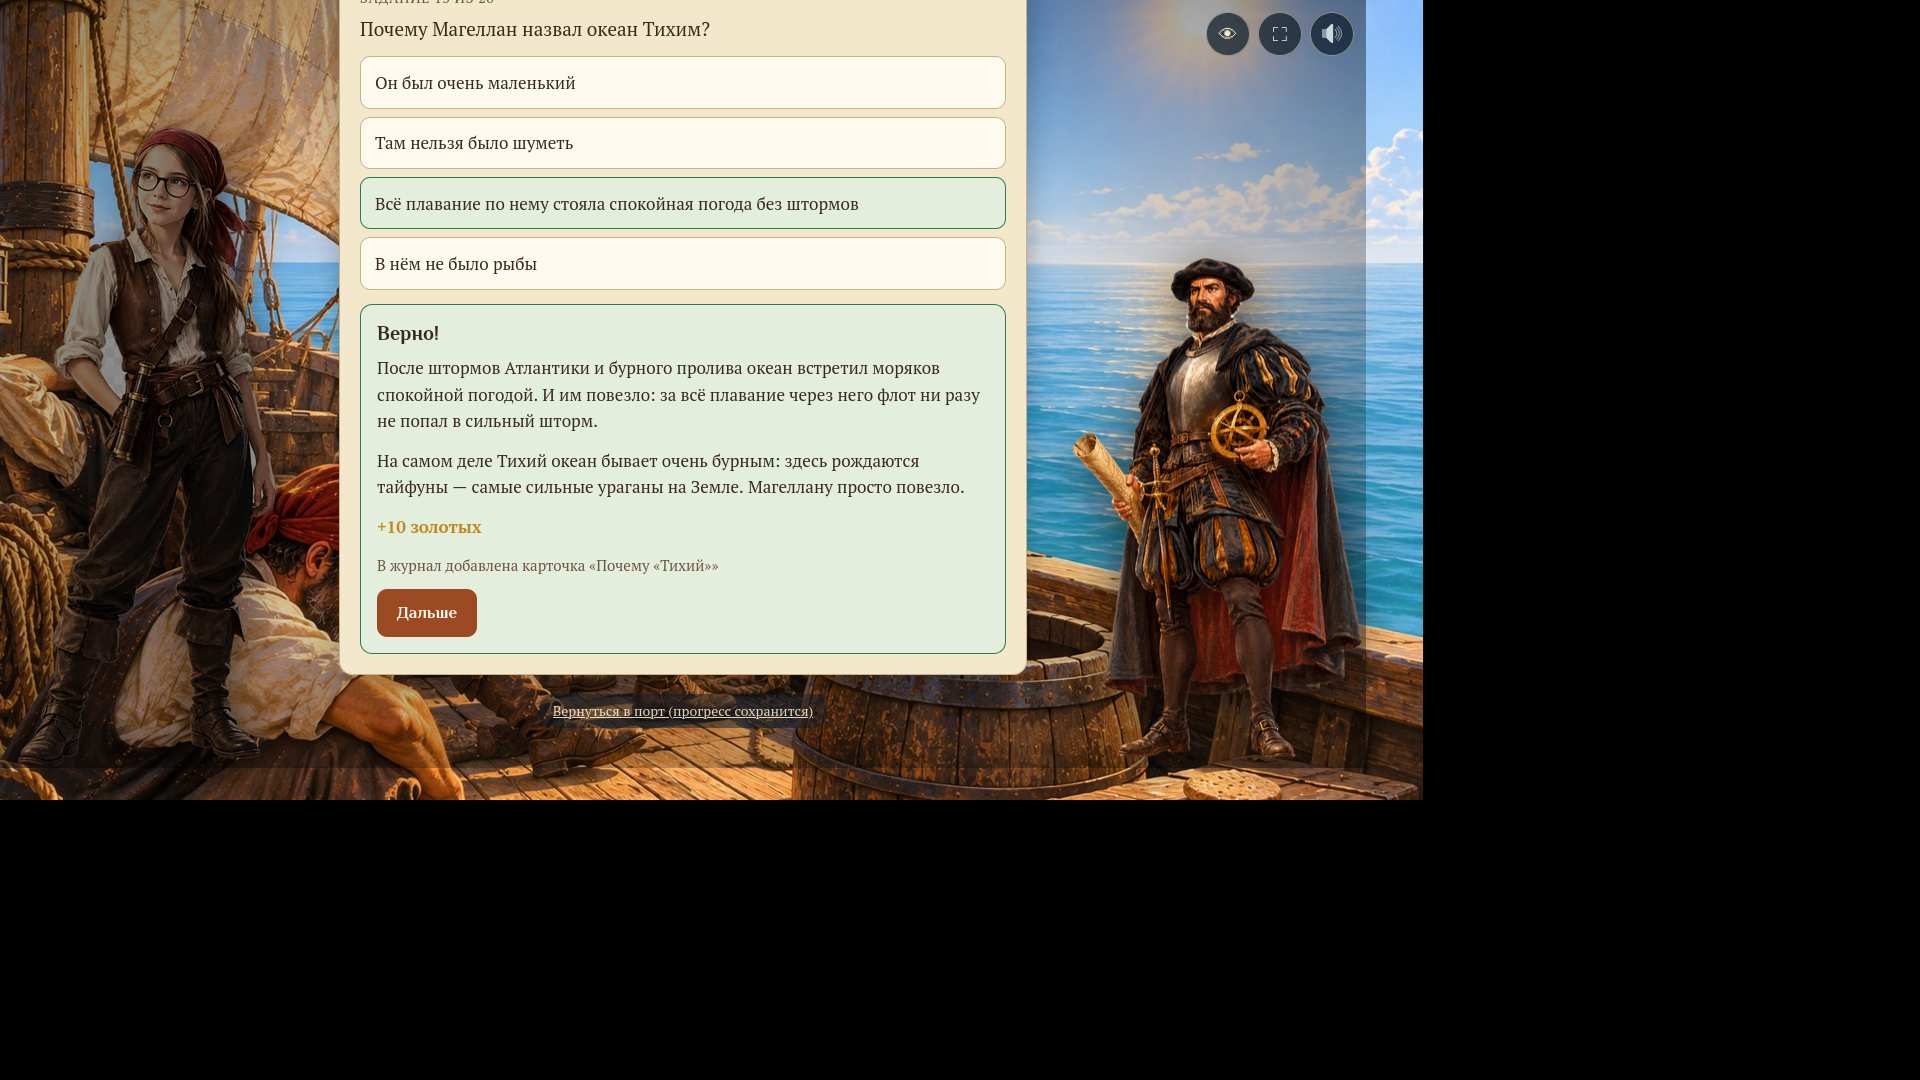 ЗАДАНИЕ 15 ИЗ 20
Почему Магеллан назвал океан Тихим?
Он был очень маленький
Там нельзя было шуметь
Всё плавание по нему стояла спокойная погода без штормов
В нём не было рыбы
Верно!
После штормов Атлантики и бурного пролива океан встретил моряков
спокойной погодой. И им повезло: за всё плавание через него флот ни разу
не попал в сильный шторм.
На самом деле Тихий океан бывает очень бурным: здесь рождаются
тайфуны — самые сильные ураганы на Земле. Магеллану просто повезло.
+10 золотых
В журнал добавлена карточка «Почему «Тихий»»
Дальше
Вернуться в порт (прогресс сохранится)